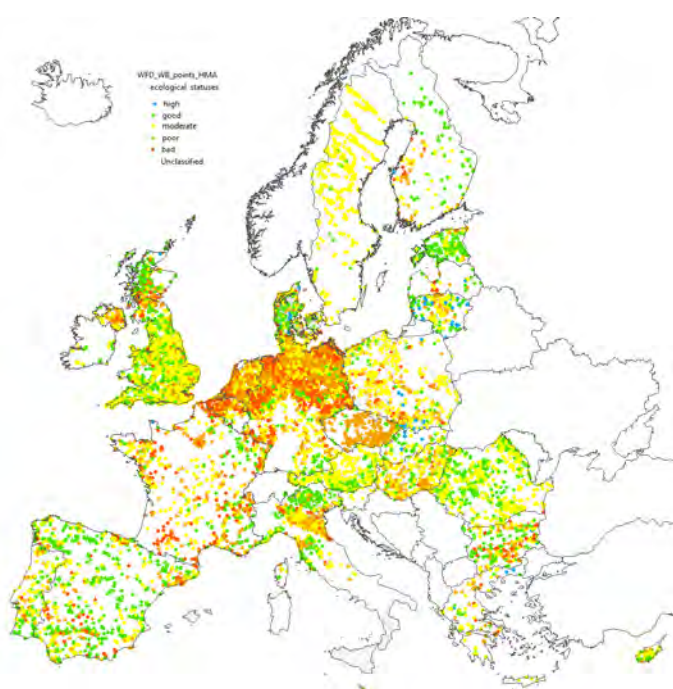 WFD_WB_points_HMA
ecological statuses
high
good
moderate
poor
bad
Unclassified